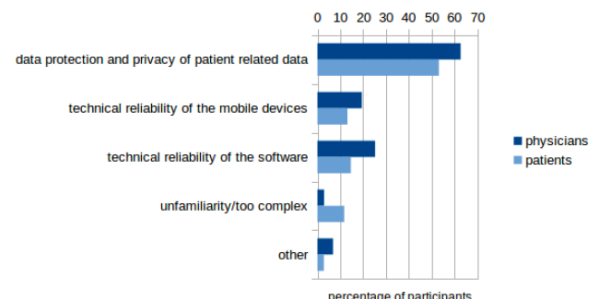 0 10 20 30 40 50 60 70
data protection and privacy of patient related data
technical reliability of the mobile devices
technical reliability of the software
unfamiliarity/too complex
other
physicians
patients
percentage of participants